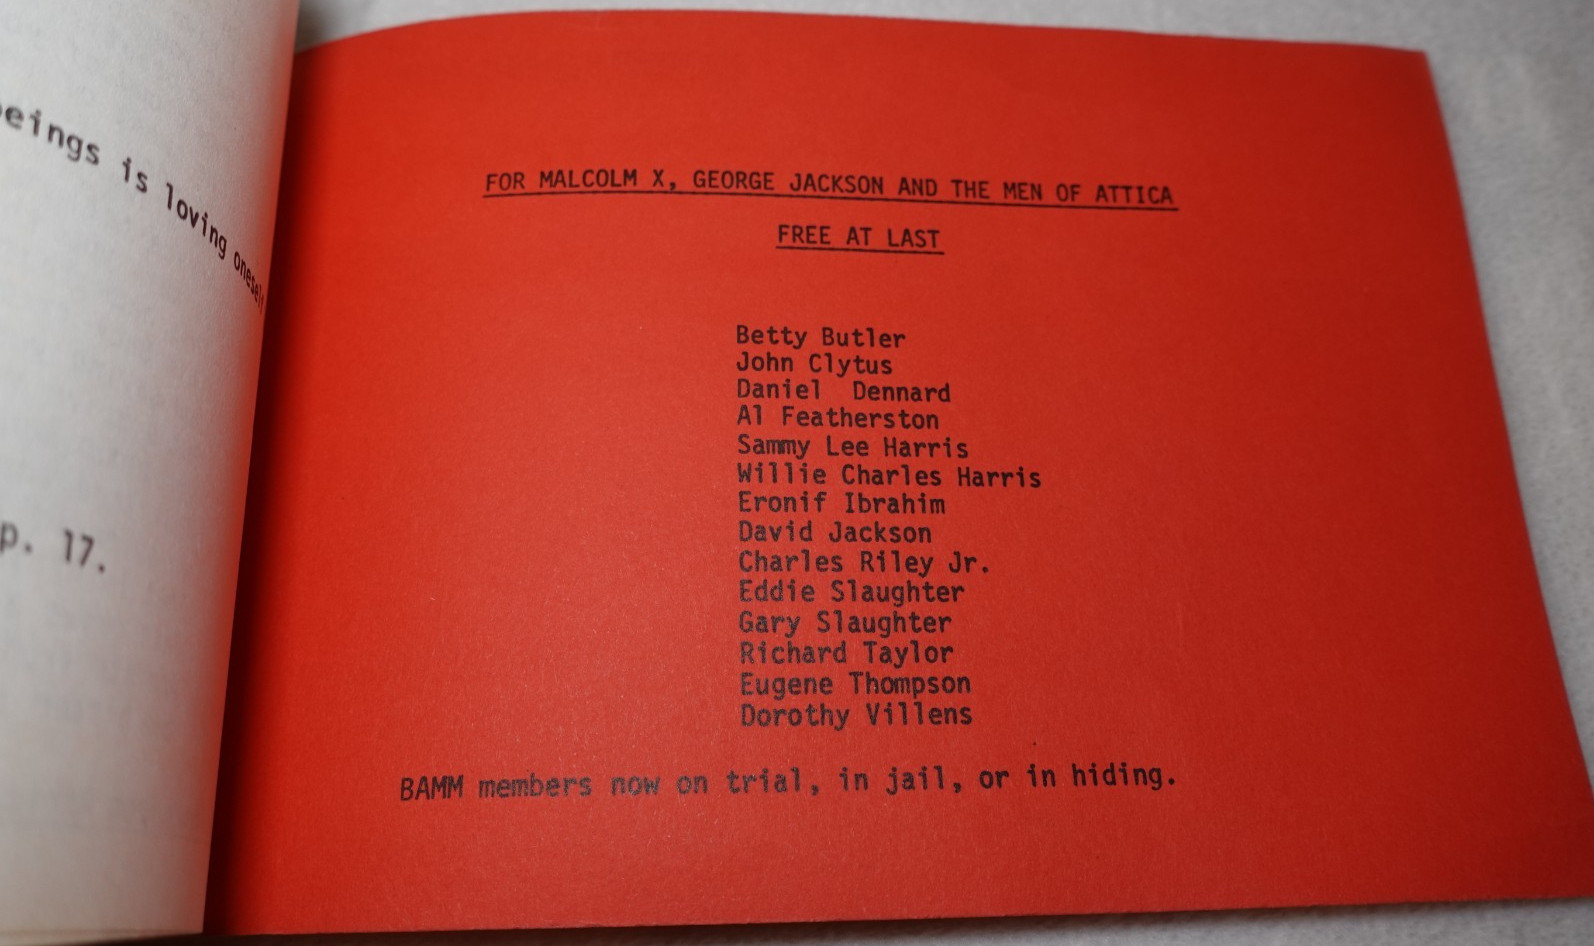 eings is loving oneself
p. 17.
FOR MALCOLM X, GEORGE JACKSON AND THE MEN OF ATTICA
FREE AT LAST
Betty Butler
John Clytus
Daniel  Dennard
Al Featherston
Sammy Lee Harris
Willie Charles Harris
Eronif Ibrahim
David Jackson
Charles Riley Jr.
Eddie Slaughter
Gary Slaughter
Richard Taylor
Eugene Thompson
Dorothy Villens
BAMM members now on trial, in jail, or in hiding.